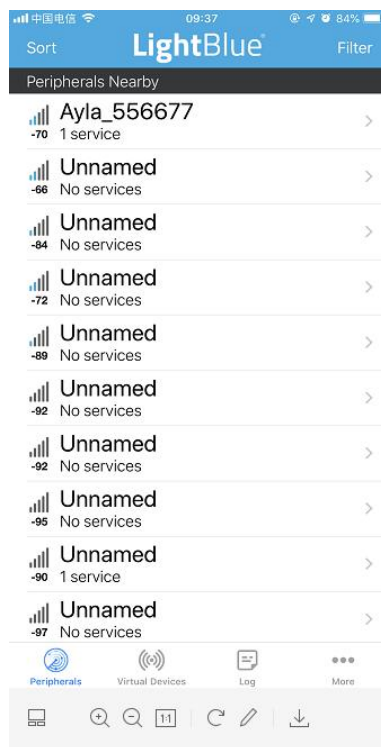 中国电信 09:37 84%
Sort LightBlue Filter
Peripherals Nearby
Ayla_556677
-70 1 service
Unnamed
-66 No services
Unnamed
-84 No services
Unnamed
-72 No services
Unnamed
-89 No services
Unnamed
-92 No services
Unnamed
-92 No services
Unnamed
-95 No services
Unnamed
-90 1 service
Unnamed
-97 No services
Peripherals Virtual Devices Log More
1:1